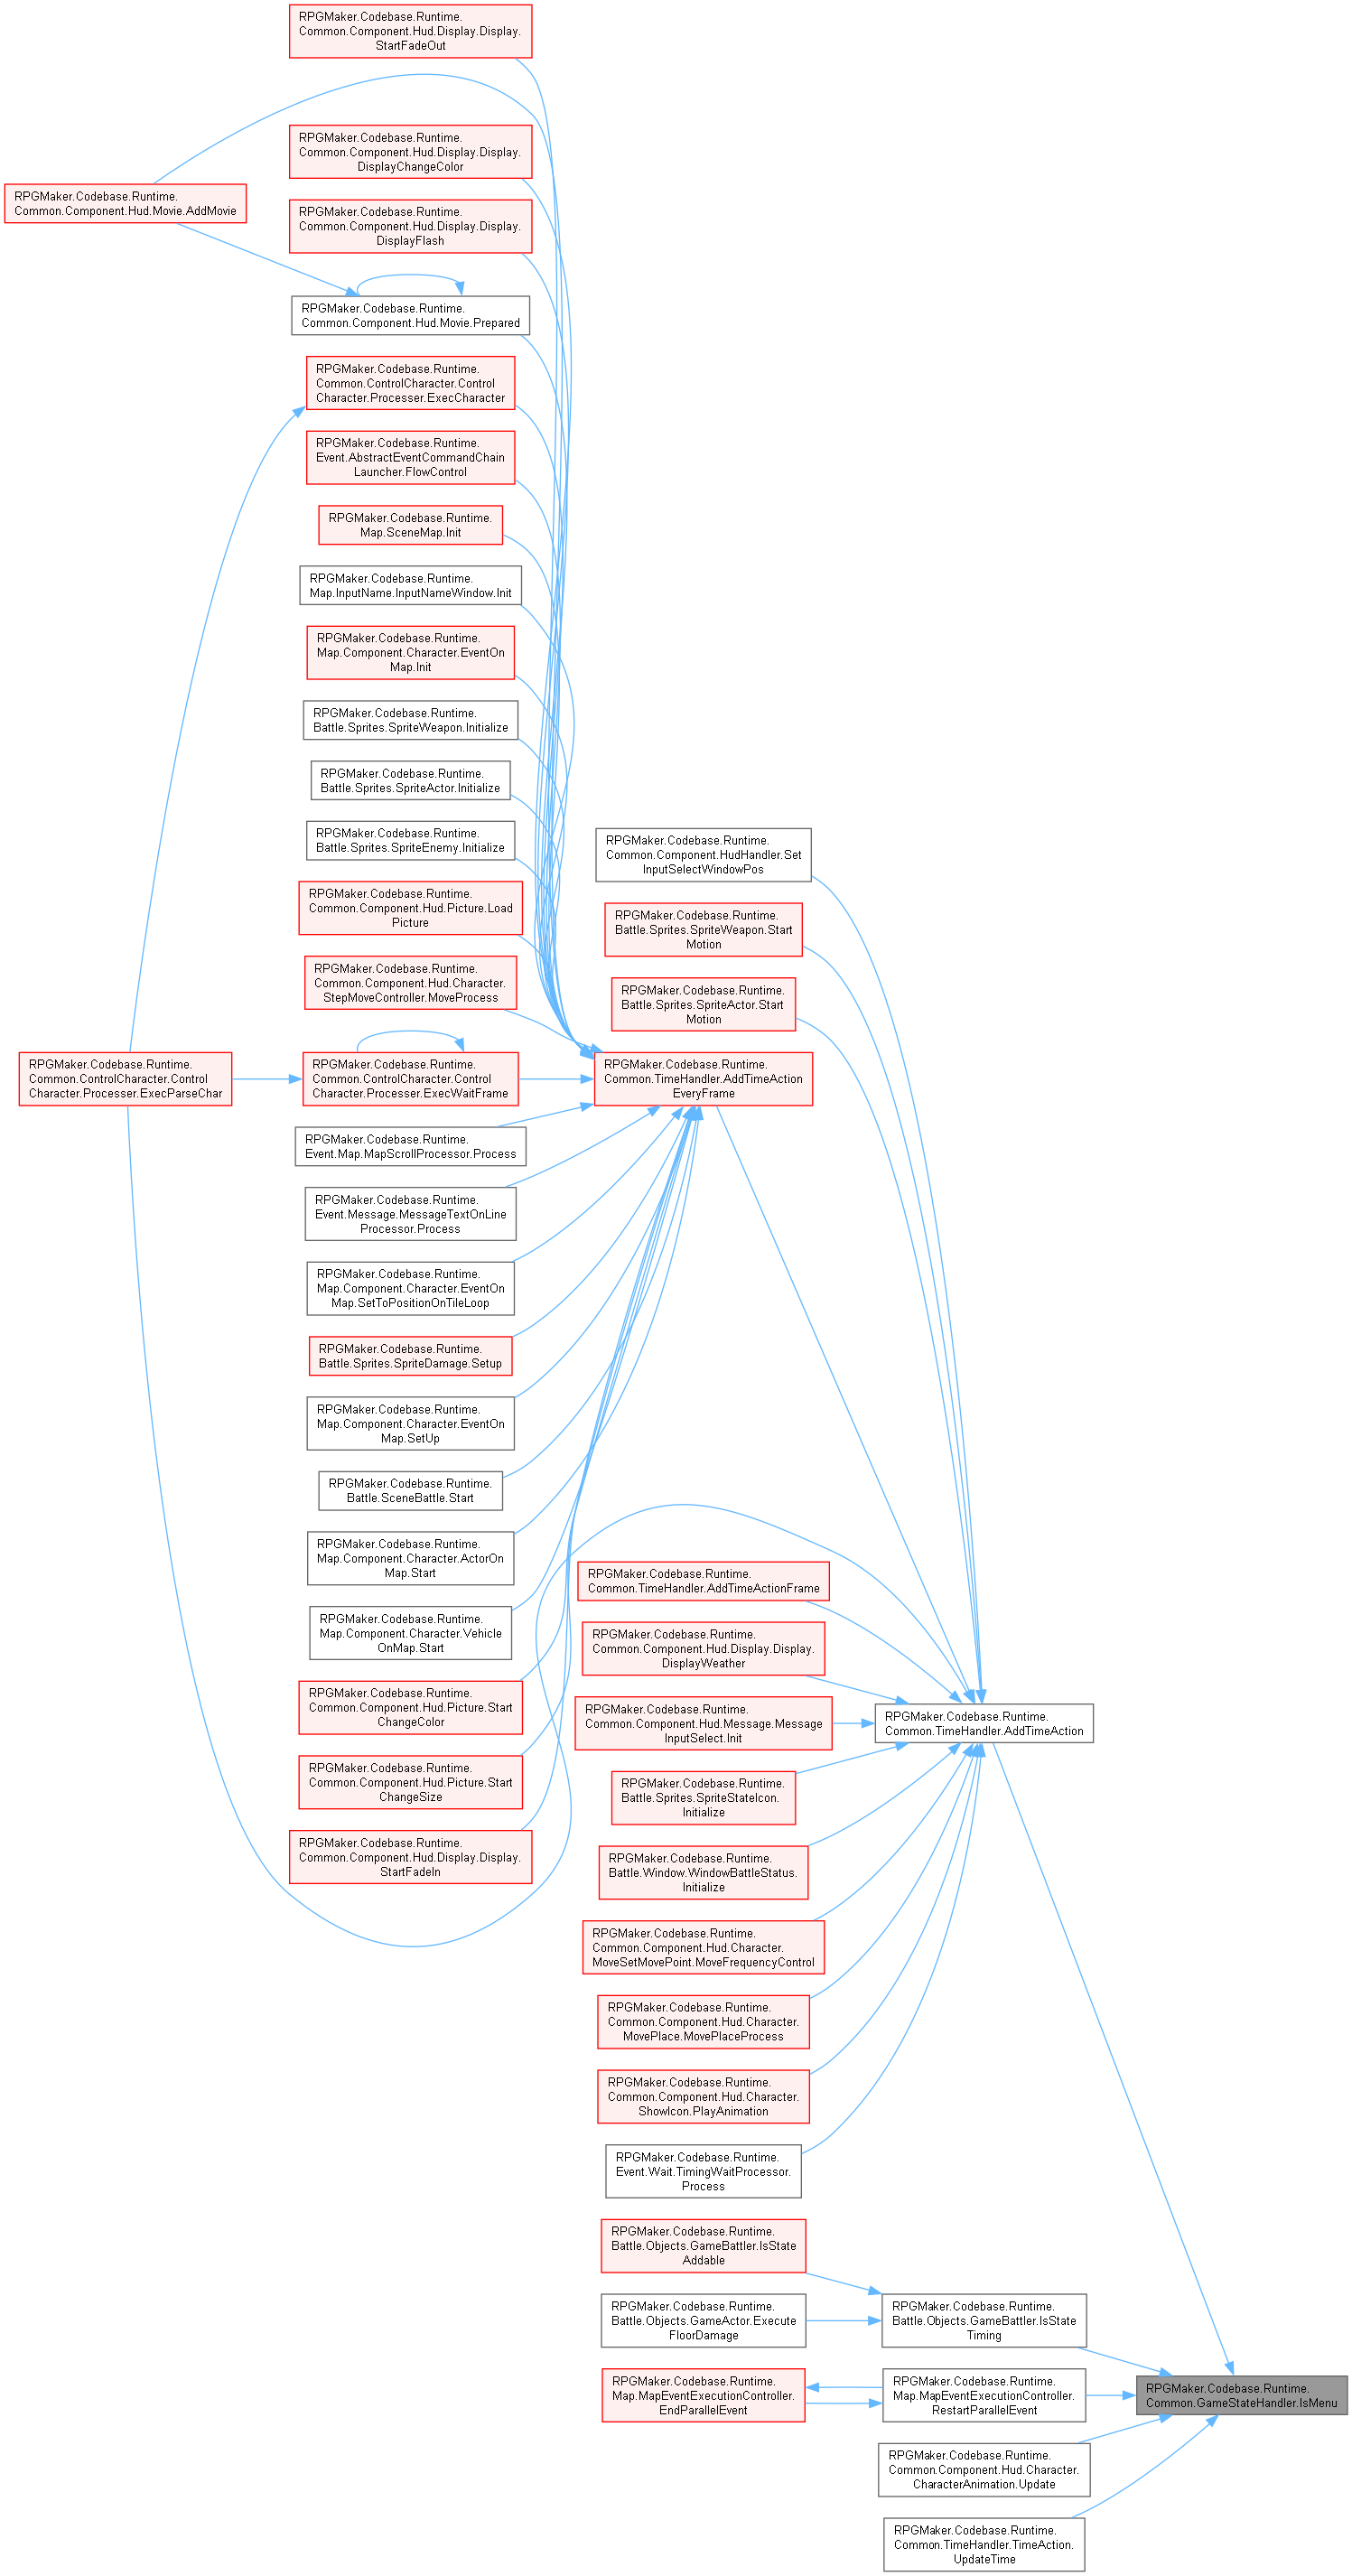 RPGMaker.Codebase.Runtime.
Common.Component.Hud.Display.Display.
StartFadeOut
RPGMaker.Codebase.Runtime.
Common.Component.Hud.Display.Display.
DisplayChangeColor
RPGMaker.Codebase.Runtime.
Common.Component.Hud.Movie.AddMovie
RPGMaker.Codebase.Runtime.
Common.Component.Hud.Display.Display.
DisplayFlash
RPGMaker.Codebase.Runtime.
Common.Component.Hud.Movie.Prepared
RPGMaker.Codebase.Runtime.
Common.ControlCharacter.Control
Character.Processer.ExecCharacter
RPGMaker.Codebase.Runtime.
Event.AbstractEventCommandChain
Launcher.FlowControl
RPGMaker.Codebase.Runtime.
Map.SceneMap.Init
RPGMaker.Codebase.Runtime.
Map.InputName.InputNameWindow.Init
RPGMaker.Codebase.Runtime.
Map.Component.Character.EventOn
Map.Init
RPGMaker.Codebase.Runtime.
Battle.Sprites.SpriteWeapon.Initialize
RPGMaker.Codebase.Runtime.
Battle.Sprites.SpriteActor.Initialize
RPGMaker.Codebase.Runtime.
Battle.Sprites.SpriteEnemy.Initialize
RPGMaker.Codebase.Runtime.
Common.Component.HudHandler.Set
InputSelectWindowPos
RPGMaker.Codebase.Runtime.
Common.Component.Hud.Picture.Load
Picture
RPGMaker.Codebase.Runtime.
Battle.Sprites.SpriteWeapon.Start
Motion
RPGMaker.Codebase.Runtime.
Common.Component.Hud.Character.
StepMoveController.MoveProcess
RPGMaker.Codebase.Runtime.
Battle.Sprites.SpriteActor.Start
Motion
RPGMaker.Codebase.Runtime.
Common.ControlCharacter.Control
Character.Processer.ExecParseChar
RPGMaker.Codebase.Runtime.
Common.ControlCharacter.Control
Character.Processer.ExecWaitFrame
RPGMaker.Codebase.Runtime.
Common.TimeHandler.AddTimeAction
EveryFrame
RPGMaker.Codebase.Runtime.
Event.Map.MapScrollProcessor.Process
RPGMaker.Codebase.Runtime.
Event.Message.MessageTextOnLine
Processor.Process
RPGMaker.Codebase.Runtime.
Map.Component.Character.EventOn
Map.SetToPositionOnTileLoop
RPGMaker.Codebase.Runtime.
Battle.Sprites.SpriteDamage.Setup
RPGMaker.Codebase.Runtime.
Map.Component.Character.EventOn
Map.SetUp
RPGMaker.Codebase.Runtime.
Battle.SceneBattle.Start
RPGMaker.Codebase.Runtime.
Map.Component.Character.ActorOn
Map.Start
RPGMaker.Codebase.Runtime.
Common.TimeHandler.AddTimeActionFrame
RPGMaker.Codebase.Runtime.
Map.Component.Character.Vehicle
OnMap.Start
RPGMaker.Codebase.Runtime.
Common.Component.Hud.Display.Display.
DisplayWeather
RPGMaker.Codebase.Runtime.
Common.Component.Hud.Picture.Start
ChangeColor
RPGMaker.Codebase.Runtime.
Common.Component.Hud.Message.Message
InputSelect.Init
RPGMaker.Codebase.Runtime.
Common.TimeHandler.AddTimeAction
RPGMaker.Codebase.Runtime.
Common.Component.Hud.Picture.Start
ChangeSize
RPGMaker.Codebase.Runtime.
Battle.Sprites.SpriteStateIcon.
Initialize
RPGMaker.Codebase.Runtime.
Common.Component.Hud.Display.Display.
StartFadeIn
RPGMaker.Codebase.Runtime.
Battle.Window.WindowBattleStatus.
Initialize
RPGMaker.Codebase.Runtime.
Common.Component.Hud.Character.
MoveSetMovePoint.MoveFrequencyControl
RPGMaker.Codebase.Runtime.
Common.Component.Hud.Character.
MovePlace.MovePlaceProcess
RPGMaker.Codebase.Runtime.
Common.Component.Hud.Character.
ShowIcon.PlayAnimation
RPGMaker.Codebase.Runtime.
Event.Wait.TimingWaitProcessor.
Process
RPGMaker.Codebase.Runtime.
Battle.Objects.GameBattler.IsState
Addable
RPGMaker.Codebase.Runtime.
Battle.Objects.GameActor.Execute
FloorDamage
RPGMaker.Codebase.Runtime.
Battle.Objects.GameBattler.IsState
Timing
RPGMaker.Codebase.Runtime.
Map.MapEventExecutionController.
EndParallelEvent
RPGMaker.Codebase.Runtime.
Map.MapEventExecutionController.
RestartParallelEvent
RPGMaker.Codebase.Runtime.
Common.GameStateHandler.IsMenu
RPGMaker.Codebase.Runtime.
Common.Component.Hud.Character.
CharacterAnimation.Update
RPGMaker.Codebase.Runtime.
Common.TimeHandler.TimeAction.
UpdateTime